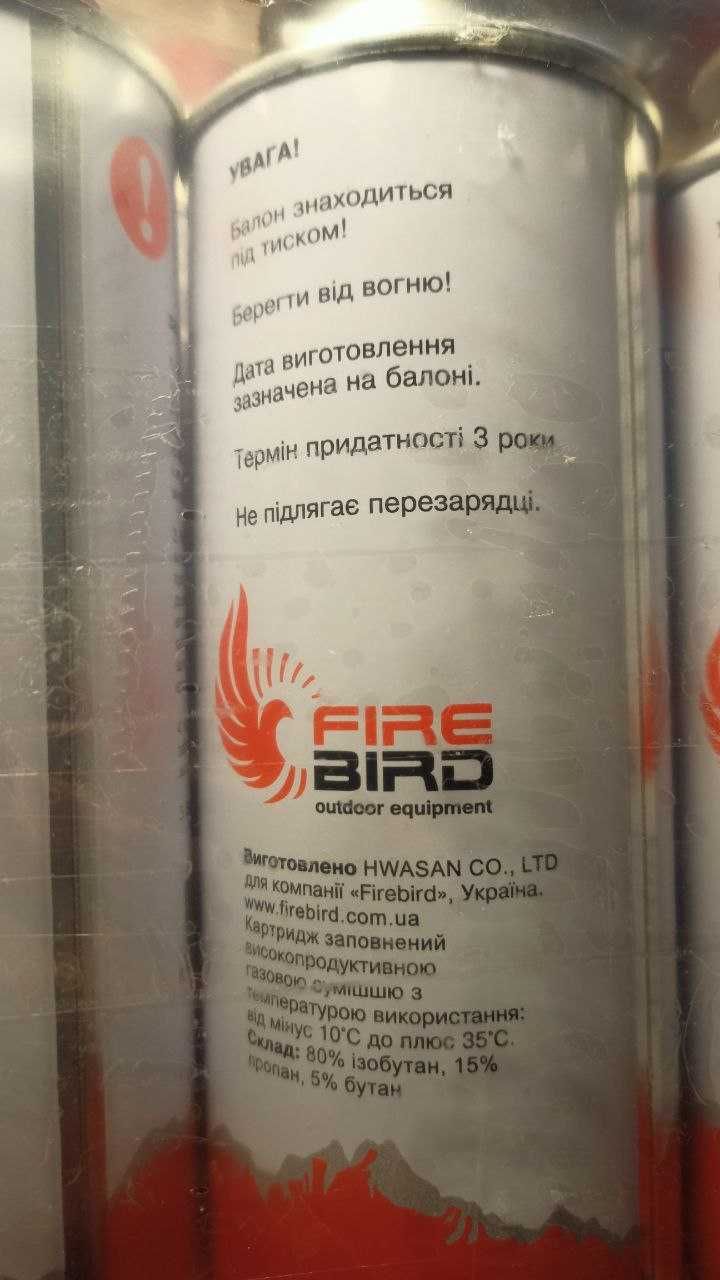 УВАГА!
Балон знаходиться
під тиском!
Берегти від вогню!
Дата виготовлення
зазначена на балоні.
Термін придатності 3 роки
Не підлягає перезарядці.
FIRE
BIRD
outdoor equipment
Виготовлено HWASAN CO., LTD
для компанії «Firebird», Україна.
www.firebird.com.ua
Картридж заповнений
високопродуктивною
газовою сумішшю з
температурою використання:
від мінус 10°С до плюс 35°С.
Склад: 80% ізобутан, 15%
пропан, 5% бутан